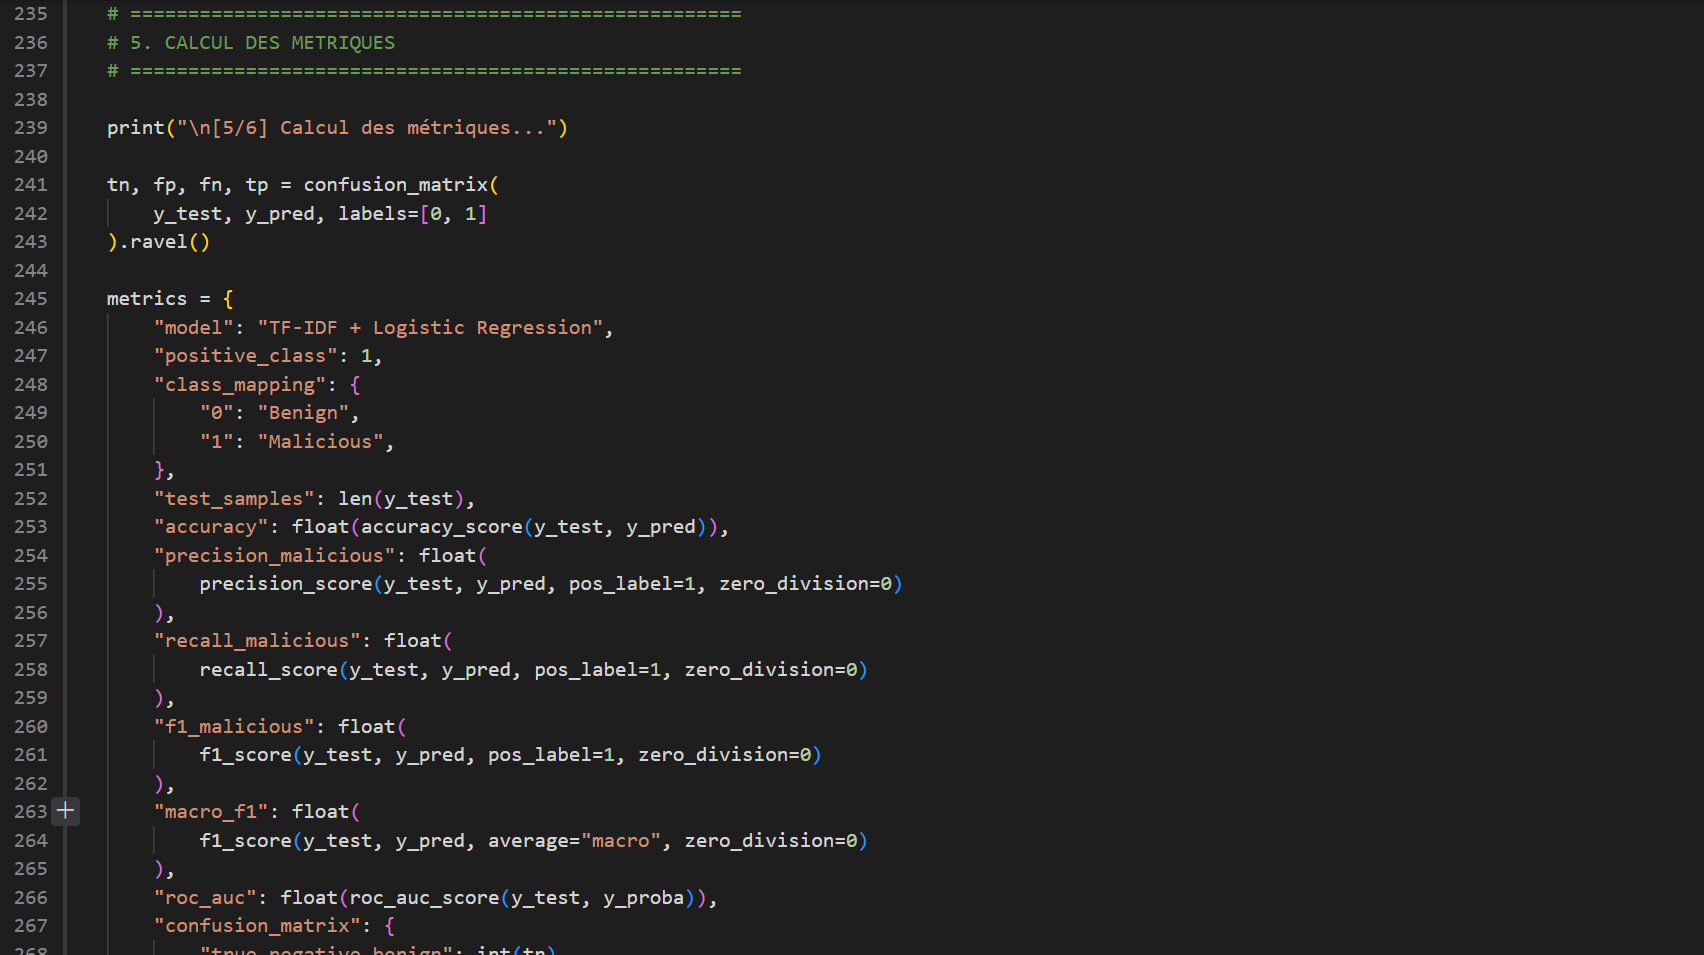 235 # =====================================================
236 # 5. CALCUL DES METRIQUES
237 # =====================================================
238
239 print("\n[5/6] Calcul des métriques...")
240
241 tn, fp, fn, tp = confusion_matrix(
242     y_test, y_pred, labels=[0, 1]
243 ).ravel()
244
245 metrics = {
246     "model": "TF-IDF + Logistic Regression",
247     "positive_class": 1,
248     "class_mapping": {
249         "0": "Benign",
250         "1": "Malicious",
251     },
252     "test_samples": len(y_test),
253     "accuracy": float(accuracy_score(y_test, y_pred)),
254     "precision_malicious": float(
255         precision_score(y_test, y_pred, pos_label=1, zero_division=0)
256     ),
257     "recall_malicious": float(
258         recall_score(y_test, y_pred, pos_label=1, zero_division=0)
259     ),
260     "f1_malicious": float(
261         f1_score(y_test, y_pred, pos_label=1, zero_division=0)
262     ),
263     "macro_f1": float(
264         f1_score(y_test, y_pred, average="macro", zero_division=0)
265     ),
266     "roc_auc": float(roc_auc_score(y_test, y_proba)),
267     "confusion_matrix": {
268         "true_negative_benign": int(tn)